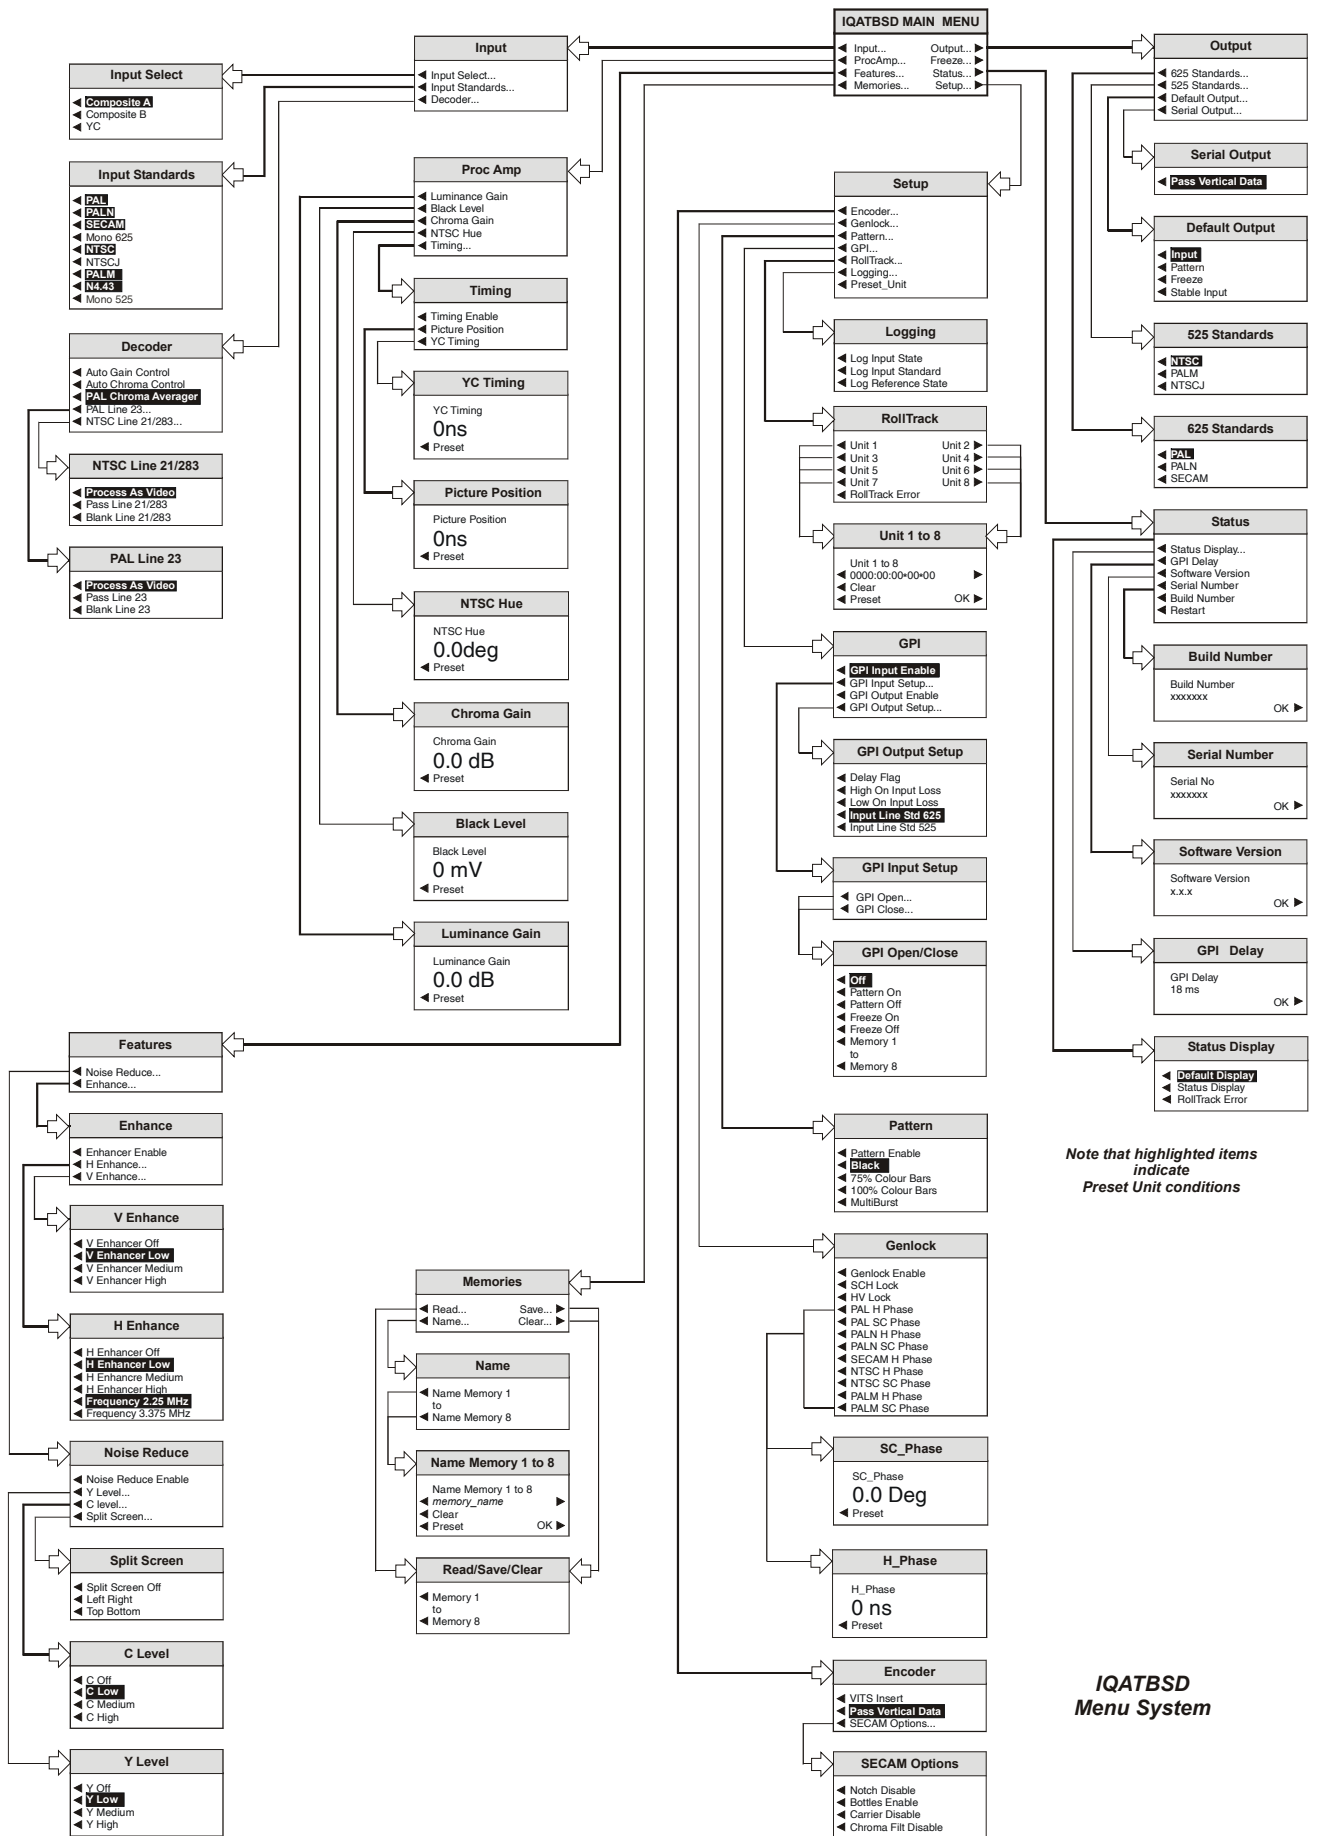 IQATBSD MAIN MENU
Input... Output...
ProcAmp... Freeze...
Features... Status...
Memories... Setup...
Input
Input Select...
Input Standards...
Decoder...
Input Select
Composite A
Composite B
YC
Input Standards
PAL
PALN
SECAM
Mono 625
NTSC
NTSCJ
PALM
N4.43
Mono 525
Decoder
Auto Gain Control
Auto Chroma Control
PAL Chroma Averager
PAL Line 23...
NTSC Line 21/283...
NTSC Line 21/283
Process As Video
Pass Line 21/283
Blank Line 21/283
PAL Line 23
Process As Video
Pass Line 23
Blank Line 23
Proc Amp
Luminance Gain
Black Level
Chroma Gain
NTSC Hue
Timing...
Timing
Timing Enable
Picture Position
YC Timing
YC Timing
YC Timing
0ns
Preset
Picture Position
Picture Position
0ns
Preset
NTSC Hue
NTSC Hue
0.0deg
Preset
Chroma Gain
Chroma Gain
0.0 dB
Preset
Black Level
Black Level
0 mV
Preset
Luminance Gain
Luminance Gain
0.0 dB
Preset
Features
Noise Reduce...
Enhance...
Enhance
Enhancer Enable
H Enhance...
V Enhance...
V Enhance
V Enhancer Off
V Enhancer Low
V Enhancer Medium
V Enhancer High
H Enhance
H Enhancer Off
H Enhancer Low
H Enhancre Medium
H Enhancer High
Frequency 2.25 MHz
Frequency 3.375 MHz
Noise Reduce
Noise Reduce Enable
Y Level...
C level...
Split Screen...
Split Screen
Split Screen Off
Left Right
Top Bottom
C Level
C Off
C Low
C Medium
C High
Y Level
Y Off
Y Low
Y Medium
Y High
Memories
Read... Save...
Name... Clear...
Name
Name Memory 1
to
Name Memory 8
Name Memory 1 to 8
Name Memory 1 to 8
memory_name
Clear
Preset OK
Read/Save/Clear
Memory 1
to
Memory 8
Setup
Encoder...
Genlock...
Pattern...
GPI...
RollTrack...
Logging...
Preset_Unit
Logging
Log Input State
Log Input Standard
Log Reference State
RollTrack
Unit 1 Unit 2
Unit 3 Unit 4
Unit 5 Unit 6
Unit 7 Unit 8
RollTrack Error
Unit 1 to 8
Unit 1 to 8
0000:00:00*00*00
Clear
Preset OK
GPI
GPI Input Enable
GPI Input Setup...
GPI Output Enable
GPI Output Setup...
GPI Output Setup
Delay Flag
High On Input Loss
Low On Input Loss
Input Line Std 625
Input Line Std 525
GPI Input Setup
GPI Open...
GPI Close...
GPI Open/Close
Off
Pattern On
Pattern Off
Freeze On
Freeze Off
Memory 1
to
Memory 8
Pattern
Pattern Enable
Black
75% Colour Bars
100% Colour Bars
MultiBurst
Genlock
Genlock Enable
SCH Lock
HV Lock
PAL H Phase
PAL SC Phase
PALN H Phase
PALN SC Phase
SECAM H Phase
NTSC H Phase
NTSC SC Phase
PALM H Phase
PALM SC Phase
SC_Phase
SC_Phase
0.0 Deg
Preset
H_Phase
H_Phase
0 ns
Preset
Encoder
VITS Insert
Pass Vertical Data
SECAM Options...
SECAM Options
Notch Disable
Bottles Enable
Carrier Disable
Chroma Filt Disable
Output
625 Standards...
525 Standards...
Default Output...
Serial Output...
Serial Output
Pass Vertical Data
Default Output
Input
Pattern
Freeze
Stable Input
525 Standards
NTSC
PALM
NTSCJ
625 Standards
PAL
PALN
SECAM
Status
Status Display...
GPI Delay
Software Version
Serial Number
Build Number
Restart
Build Number
Build Number
xxxxxxx
OK
Serial Number
Serial No
xxxxxxx
OK
Software Version
Software Version
x.x.x
OK
GPI Delay
GPI Delay
18 ms
OK
Status Display
Default Display
Status Display
RollTrack Error
Note that highlighted items
indicate
Preset Unit conditions
IQATBSD
Menu System